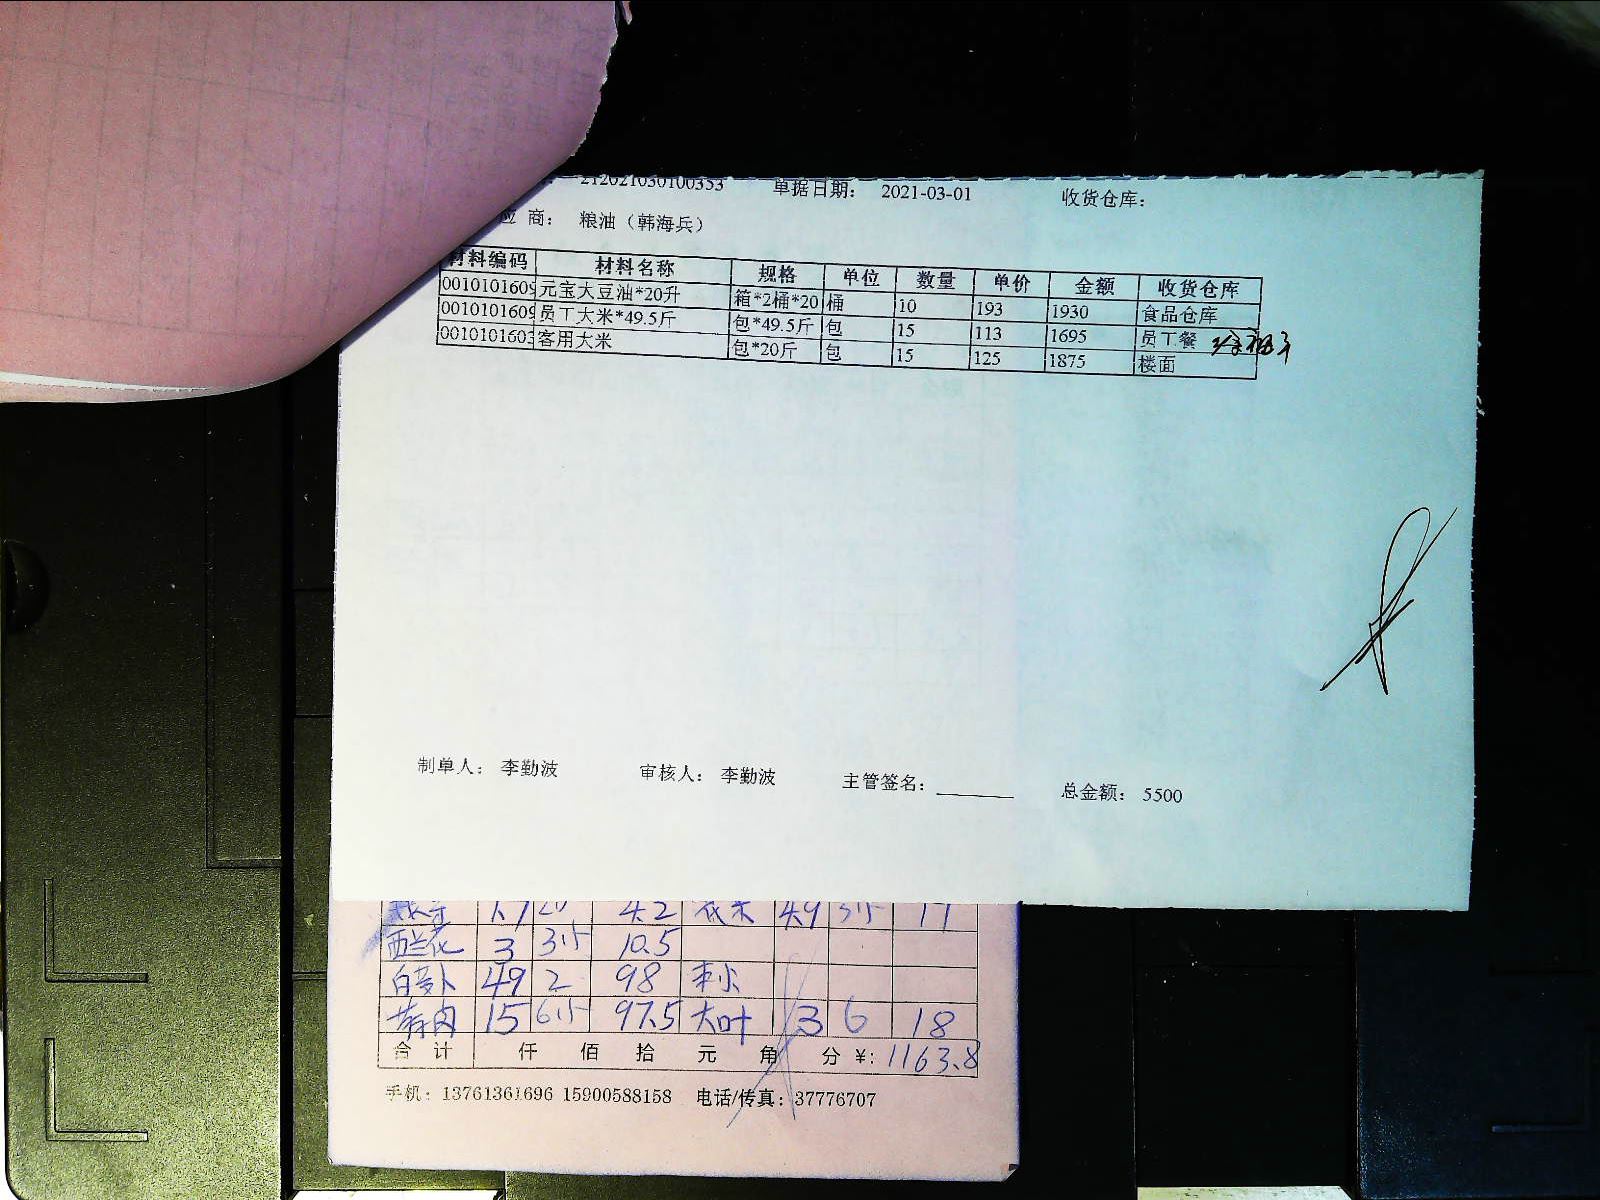 212021030100353 单据日期: 2021-03-01 收货仓库:
应 商: 粮油（韩海兵）
材料编码 材料名称 规格 单位 数量 单价 金额 收货仓库
0010101609 元宝大豆油*20升 箱*2桶*20 桶 10 193 1930 食品仓库
0010101609 员工大米*49.5斤 包*49.5斤 包 15 113 1695 员工餐
0010101603 客用大米 包*20斤 包 15 125 1875 楼面
制单人: 李勤波 审核人: 李勤波 主管签名: 总金额: 5500
西兰花 3 3.5 10.5
白萝卜 49 2 98
15 6.5 97.5 大叶 3 6 18
合 计 仟 佰 拾 元 角 分 ¥: 1163.8
手机: 13761361696 15900588158 电话/传真: 37776707